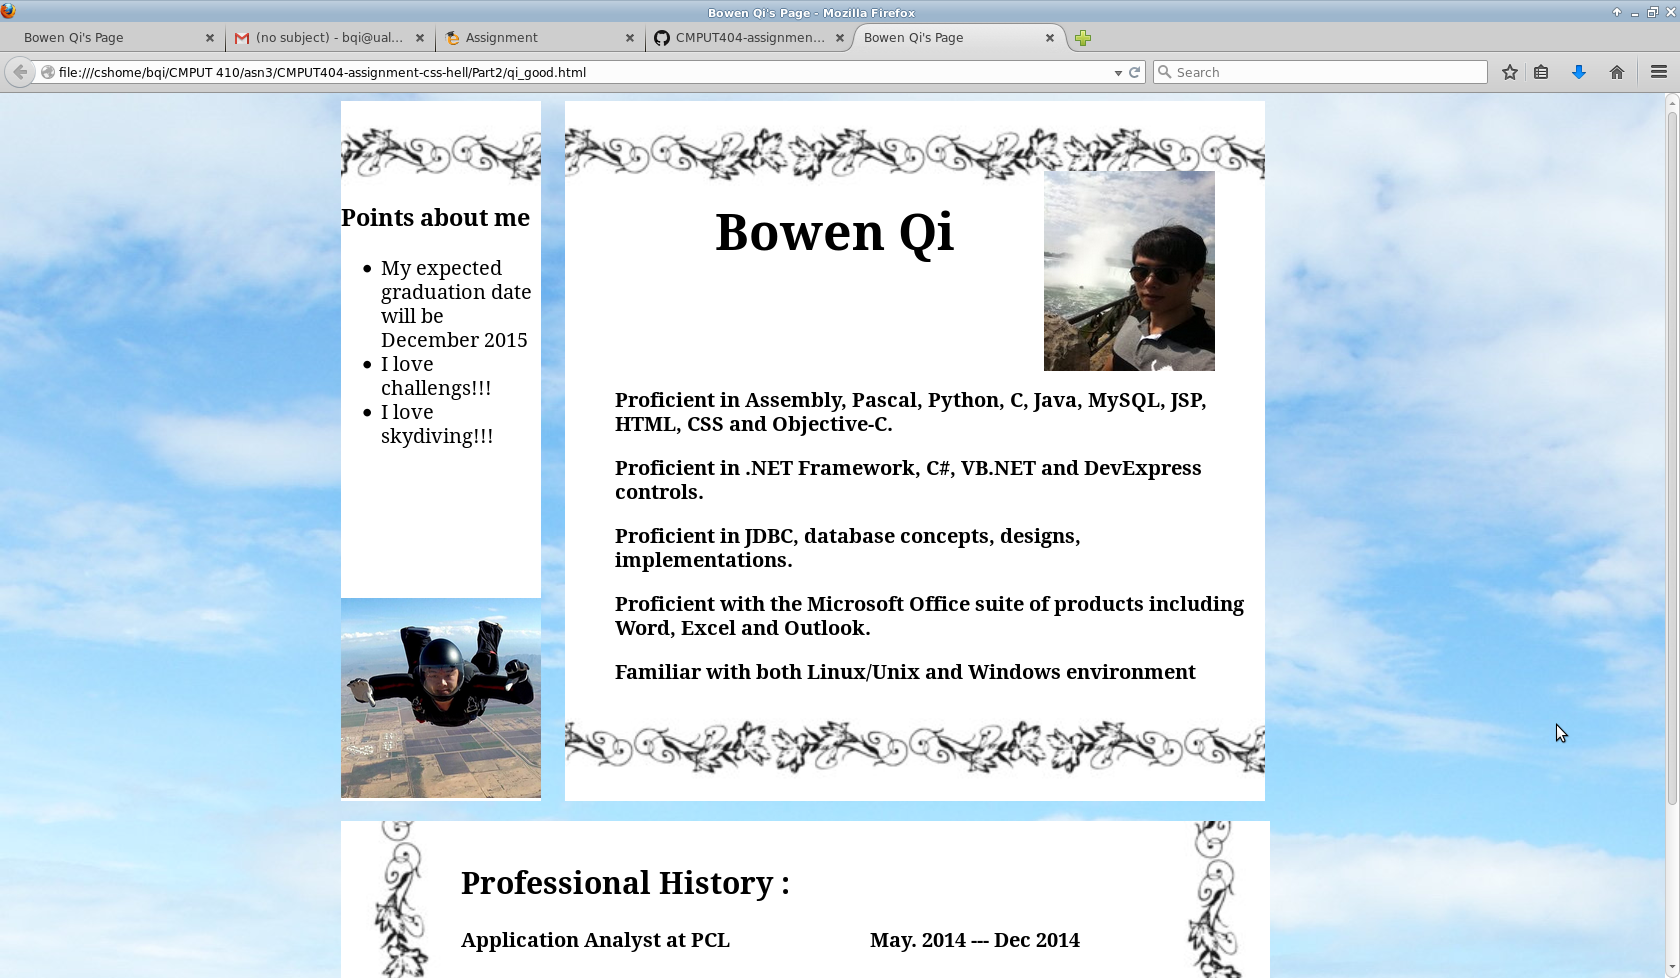 Bowen Qi's Page - Mozilla Firefox
Bowen Qi's Page
(no subject) - bqi@ual...
Assignment
CMPUT404-assignmen...
Bowen Qi's Page
file:///cshome/bqi/CMPUT 410/asn3/CMPUT404-assignment-css-hell/Part2/qi_good.html
Search
Points about me
My expected
graduation date
will be
December 2015
I love
challengs!!!
I love
skydiving!!!
Bowen Qi
Proficient in Assembly, Pascal, Python, C, Java, MySQL, JSP,
HTML, CSS and Objective-C.
Proficient in .NET Framework, C#, VB.NET and DevExpress
controls.
Proficient in JDBC, database concepts, designs,
implementations.
Proficient with the Microsoft Office suite of products including
Word, Excel and Outlook.
Familiar with both Linux/Unix and Windows environment
Professional History :
Application Analyst at PCL May. 2014 --- Dec 2014